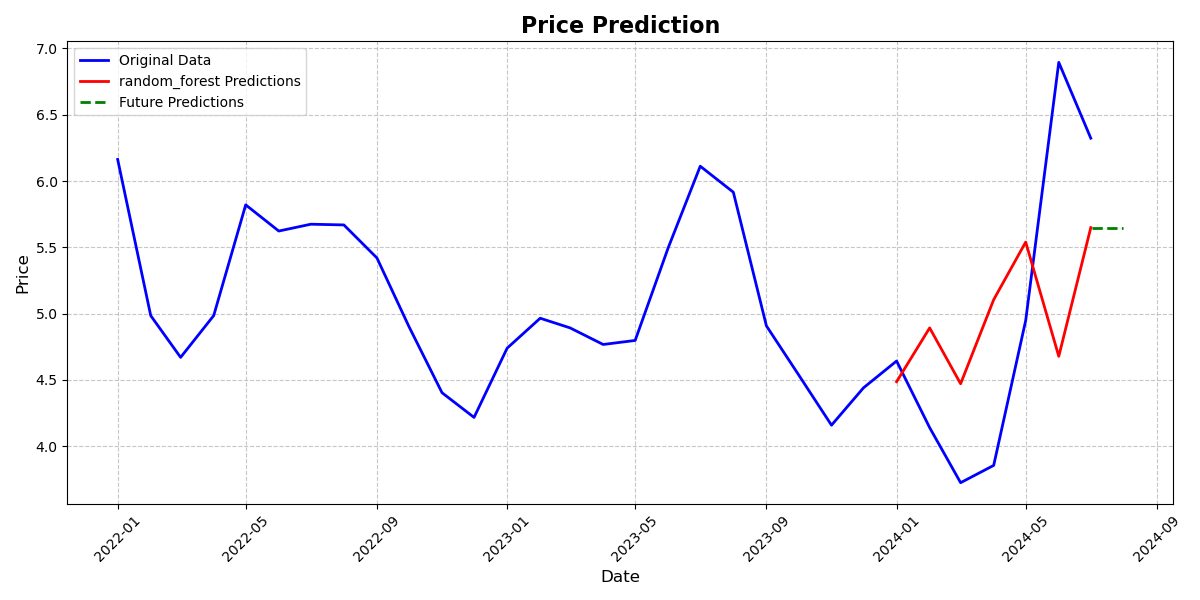 Price Prediction
Original Data
random_forest Predictions
Future Predictions
Price
7.0
6.5
6.0
5.5
5.0
4.5
4.0
2022-01
2022-05
2022-09
2023-01
2023-05
2023-09
2024-01
2024-05
2024-09
Date